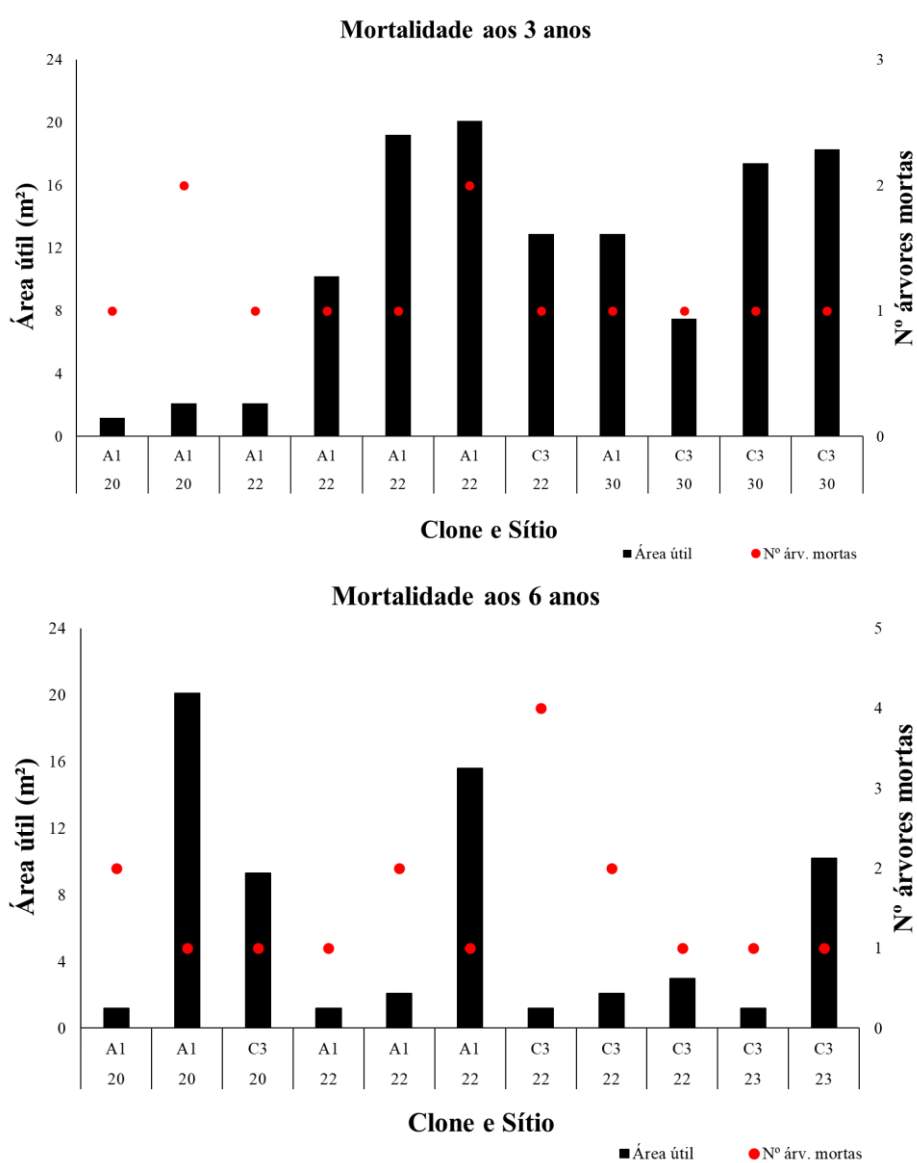 Mortalidade aos 3 anos
24
20
16
12
8
4
0
Área útil (m²)
3
2
1
0
Nº árvores mortas
A1 A1 A1 A1 A1 A1 C3 A1 C3 C3 C3
20 20 22 22 22 22 22 30 30 30 30
Clone e Sítio
Área útil Nº árv. mortas
Mortalidade aos 6 anos
24
20
16
12
8
4
0
Área útil (m²)
5
4
3
2
1
0
Nº árvores mortas
A1 A1 C3 A1 A1 A1 C3 C3 C3 C3 C3
20 20 20 22 22 22 22 22 22 23 23
Clone e Sítio
Área útil Nº árv. mortas